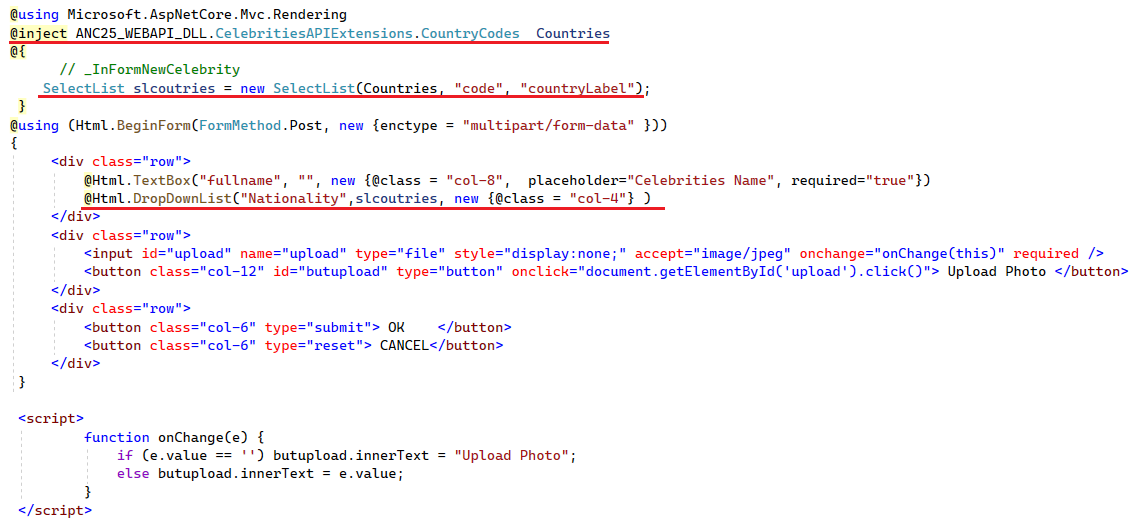 @using Microsoft.AspNetCore.Mvc.Rendering
@inject ANC25_WEBAPI_DLL.CelebritiesAPIExtensions.CountryCodes  Countries
@{
      // _InFormNewCelebrity
    SelectList slcoutries = new SelectList(Countries, "code", "countryLabel");
 }
@using (Html.BeginForm(FormMethod.Post, new {enctype = "multipart/form-data" }))
{
     <div class="row">
         @Html.TextBox("fullname", "", new {@class = "col-8",  placeholder="Celebrities Name", required="true"})
         @Html.DropDownList("Nationality",slcoutries, new {@class = "col-4"} )
     </div>
     <div class="row">
         <input id="upload" name="upload" type="file" style="display:none;" accept="image/jpeg" onchange="onChange(this)" required />
         <button class="col-12" id="butupload" type="button" onclick="document.getElementById('upload').click()"> Upload Photo </button>
     </div>
     <div class="row">
         <button class="col-6" type="submit"> OK    </button>
         <button class="col-6" type="reset"> CANCEL</button>
     </div>
 }
 <script>
         function onChange(e) {
             if (e.value == '') butupload.innerText = "Upload Photo";
             else butupload.innerText = e.value;
         }
 </script>